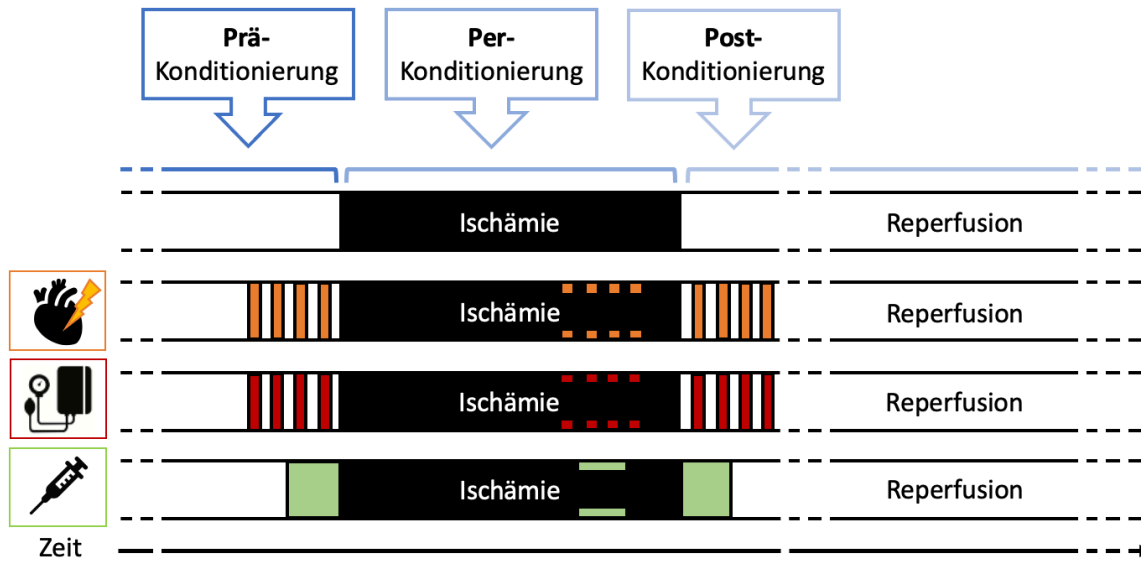 Prä-
Konditionierung
Per-
Konditionierung
Post-
Konditionierung
Ischämie
Reperfusion
Ischämie
Reperfusion
Ischämie
Reperfusion
Ischämie
Reperfusion
Zeit